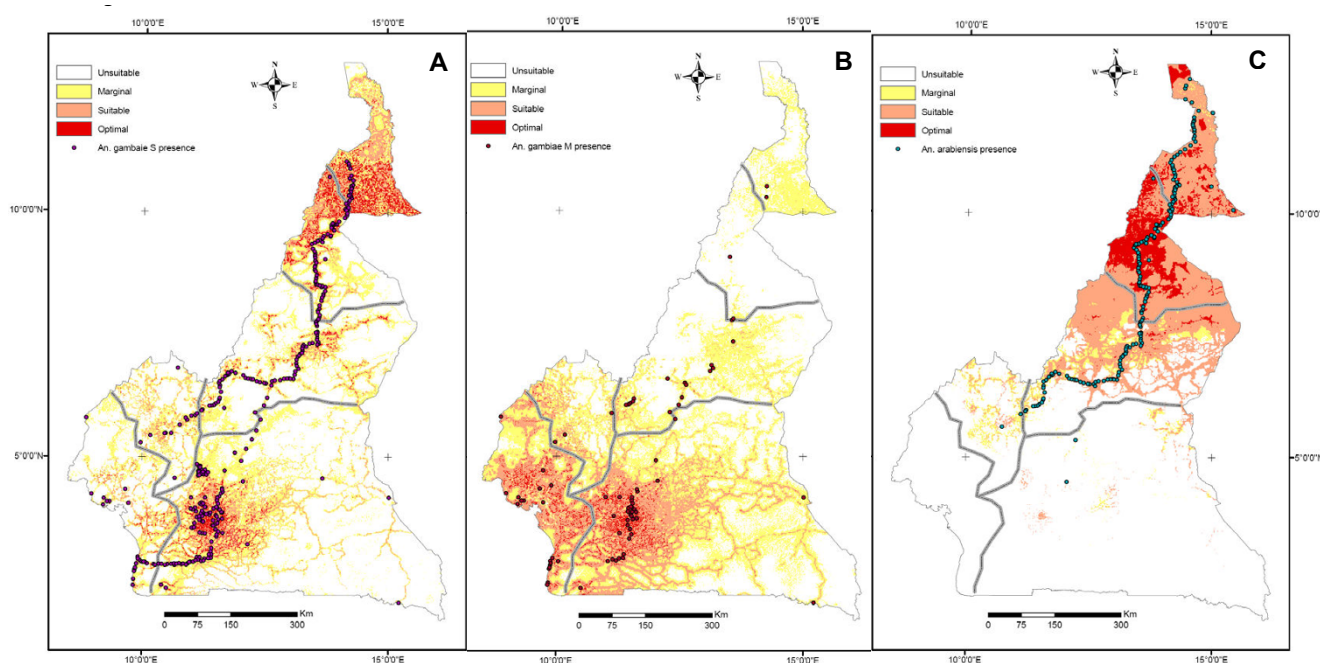 10°0'0"E 15°0'0"E
A
N
W E
S
Unsuitable
Marginal
Suitable
Optimal
An. gambaie S presence
10°0'0"N
5°0'0"N
Km
0 75 150 300
10°0'0"E 15°0'0"E
10°0'0"E 15°0'0"E
B
N
W E
S
Unsuitable
Marginal
Suitable
Optimal
An. gambiae M presence
Km
0 75 150 300
10°0'0"E 15°0'0"E
10°0'0"E 15°0'0"E
C
N
W E
S
Unsuitable
Marginal
Suitable
Optimal
An. arabiensis presence
10°0'0"N
5°0'0"N
Km
0 75 150 300
10°0'0"E 15°0'0"E